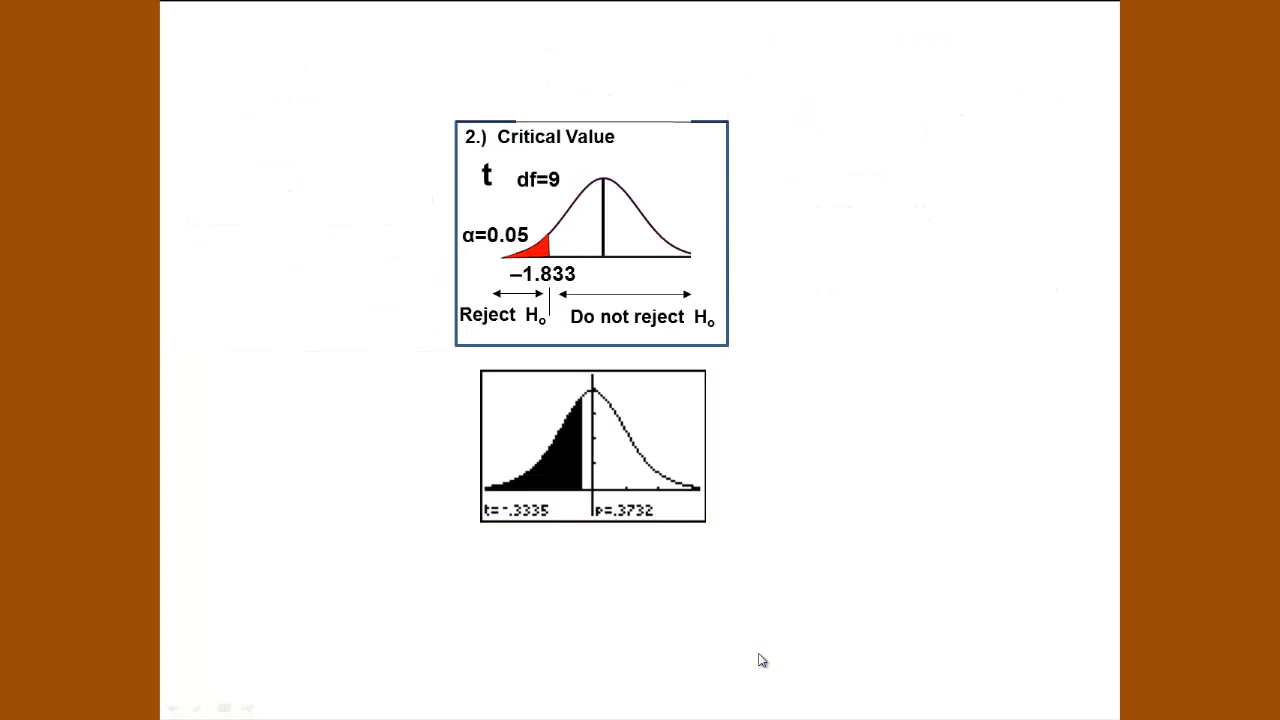 2.) Critical Value
t df=9
α=0.05
–1.833
Reject Ho Do not reject Ho
t=-.3335 p=.3732